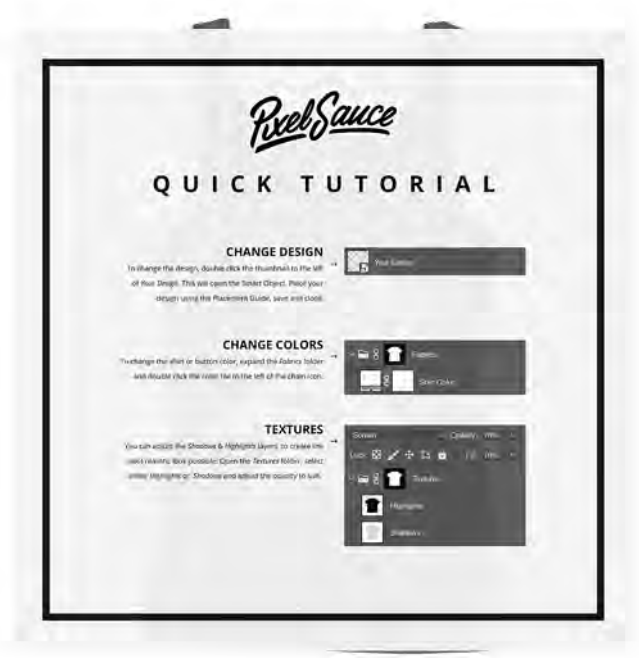 PixelSauce
QUICK TUTORIAL
CHANGE DESIGN
To change the design, double click the thumbnail to the left
of Your Design. This will open the Smart Object. Place your
design using the Placement Guide, save and close.
Your Design
CHANGE COLORS
To change the shirt or button color, expand the Fabrics folder
and double click the color tile to the left of the chain icon.
Fabrics
Shirt Color
TEXTURES
You can adjust the Shadow & Highlights layers, to create the
most realistic look possible. Open the Textures folder, select
either Highlights or Shadows and adjust the opacity to suit.
Screen
Opacity:
Lock:
Fill:
Textures
Highlights
Shadows